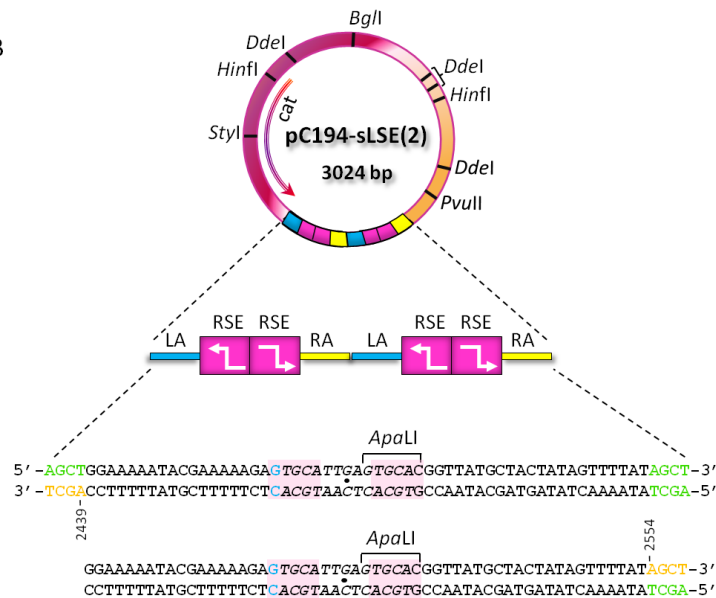 BglI
DdeI
DdeI
HinfI
HinfI
cat
StyI
pC194-sLSE(2)
3024 bp
DdeI
PvuII
RSE RSE RSE RSE
LA RA LA RA
ApaLI
5'-AGCTGGAAAAATACGAAAAAGAGTGCATTGAGTGCACGGTTATGCTACTATAGTTTTATAGCT-3'
3'-TCGACCTTTTTATGCTTTTTCTCACGTAACTCACGTGCCAATACGATGATATCAAAATATCGA-5'
2439
2554
ApaLI
GGAAAAATACGAAAAAGAGTGCATTGAGTGCACGGTTATGCTACTATAGTTTTATAGCT-3'
CCTTTTTATGCTTTTTCTCACGTAACTCACGTGCCAATACGATGATATCAAAATATCGA-5'